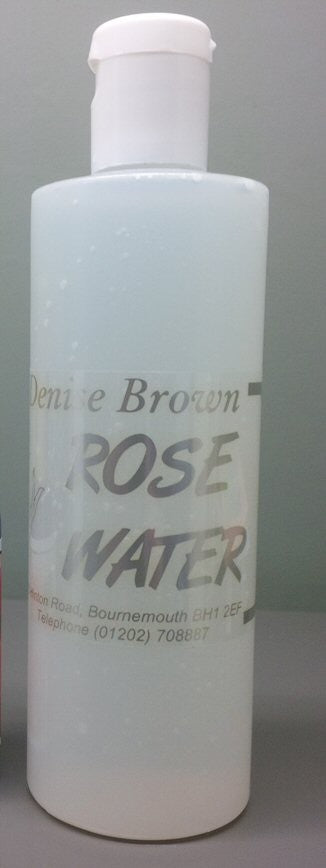 Denise Brown
ROSE
WATER
Road, Bournemouth BH1 2EF
Telephone (01202) 708887